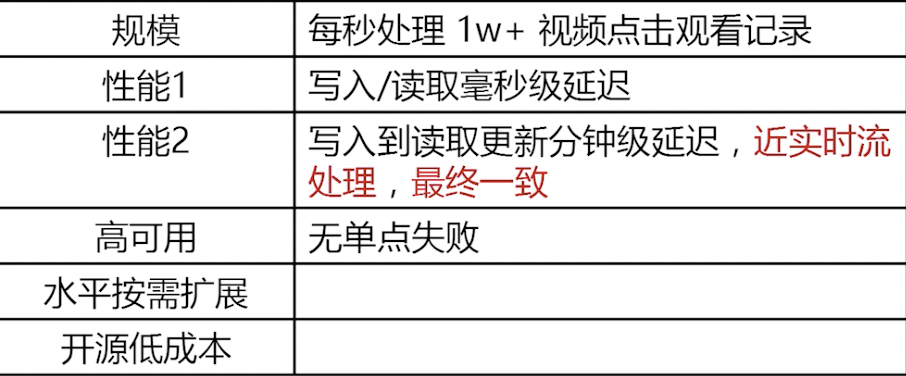 规模 每秒处理 1w+ 视频点击观看记录
性能1 写入/读取毫秒级延迟
性能2 写入到读取更新分钟级延迟，近实时流
处理，最终一致
高可用 无单点失败
水平按需扩展
开源低成本